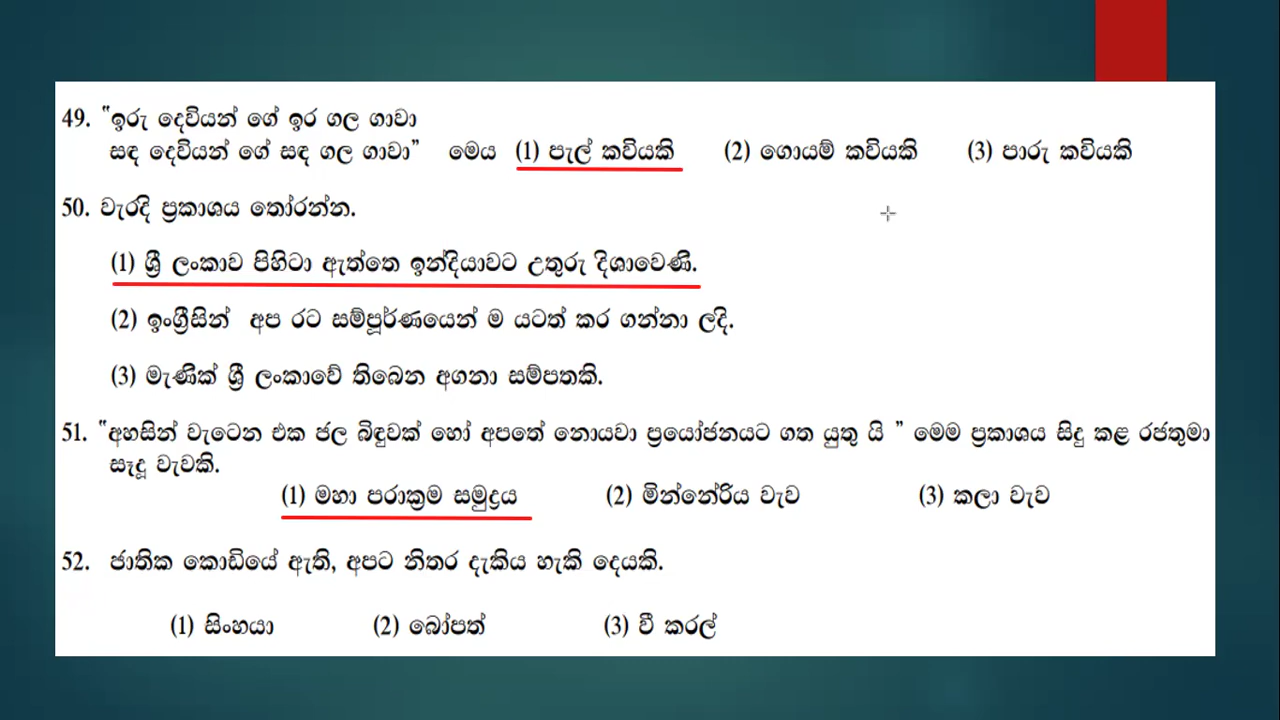 49. "ඉරු දෙවියන් ගේ ඉර ගල ගාවා
සඳ දෙවියන් ගේ සඳ ගල ගාවා" මෙය (1) පැල් කවියකි (2) ගොයම් කවියකි (3) පාරු කවියකි
50. වැරදි ප්‍රකාශය තෝරන්න.
(1) ශ්‍රී ලංකාව පිහිටා ඇත්තෙ ඉන්දියාවට උතුරු දිශාවෙණි.
(2) ඉංග්‍රීසින් අප රට සම්පූර්ණයෙන් ම යටත් කර ගන්නා ලදි.
(3) මැණික් ශ්‍රී ලංකාවේ තිබෙන අගනා සම්පතකි.
51. "අහසින් වැටෙන එක ජල බිඳුවක් හෝ අපතේ නොයවා ප්‍රයෝජනයට ගත යුතු යි " මෙම ප්‍රකාශය සිදු කළ රජතුමා
සෑදූ වැවකි.
(1) මහා පරාක්‍රම සමුද්‍රය (2) මින්නේරිය වැව (3) කලා වැව
52. ජාතික කොඩියේ ඇති, අපට නිතර දැකිය හැකි දෙයකි.
(1) සිංහයා (2) බෝපත් (3) වී කරල්